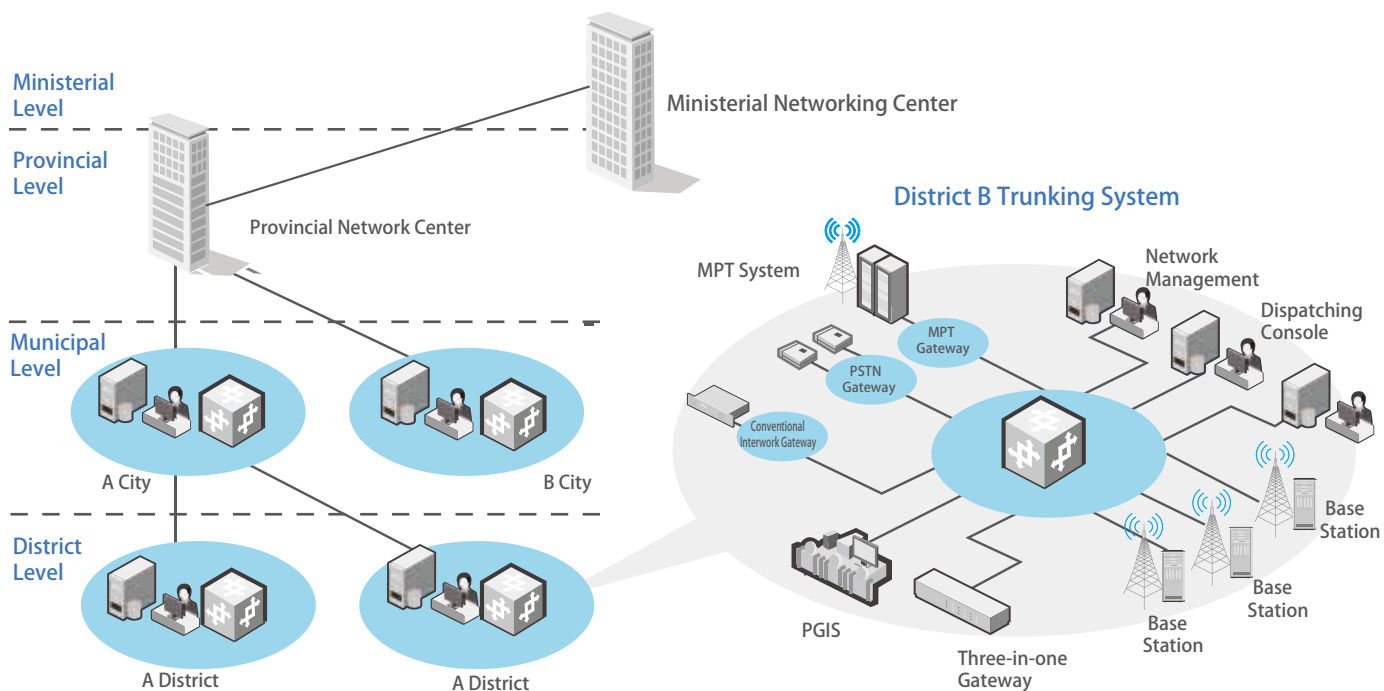 Ministerial
Level
Ministerial Networking Center
Provincial
Level
Provincial Network Center
Municipal
Level
A City
B City
District
Level
A District
A District
District B Trunking System
MPT System
Network
Management
Dispatching
Console
MPT
Gateway
PSTN
Gateway
Conventional
Interwork Gateway
Base
Station
Base
Station
Base
Station
PGIS
Three-in-one
Gateway